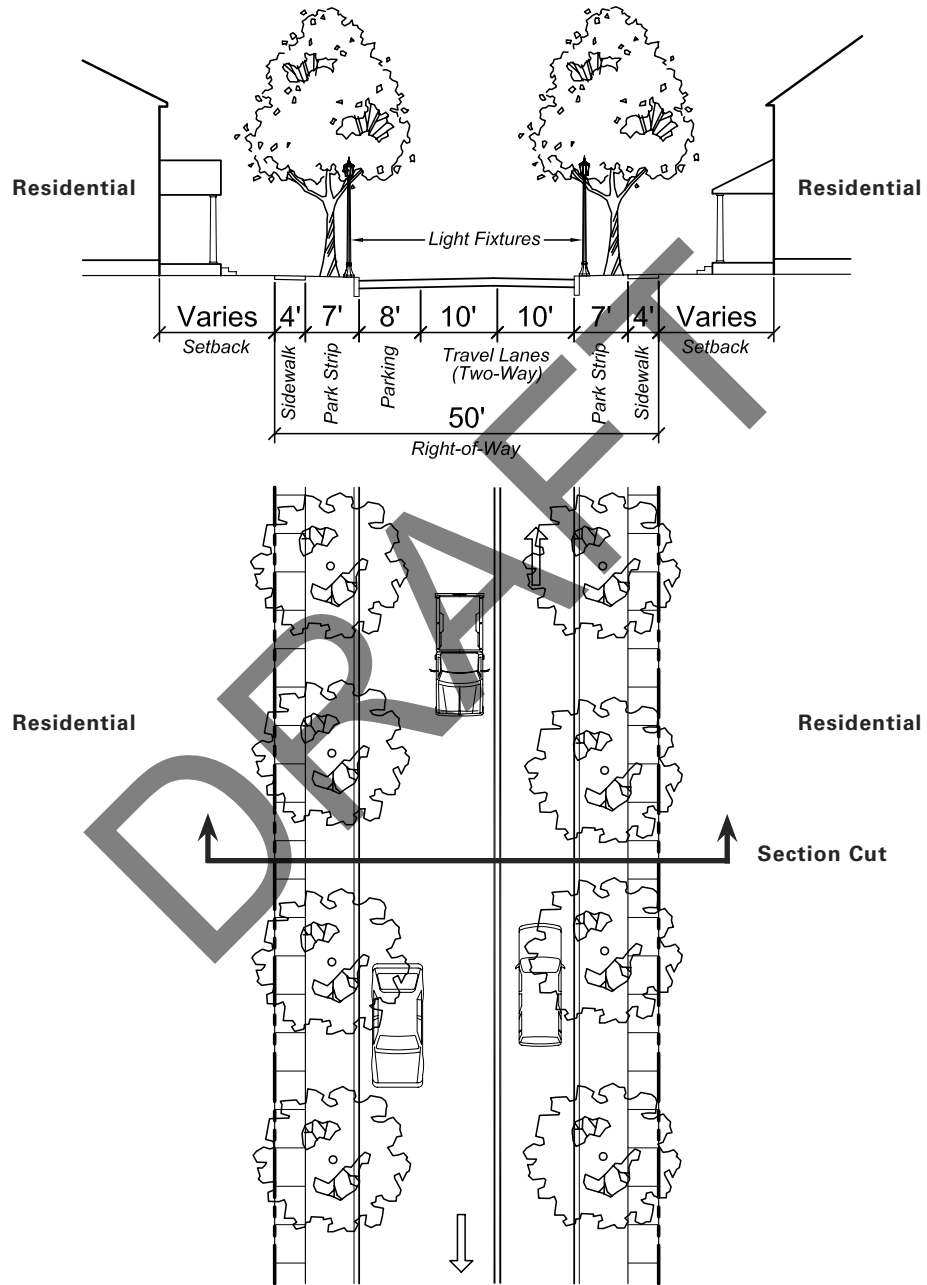 Residential
Residential
Light Fixtures
Varies 4' 7' 8' 10' 10' 7' 4' Varies
Setback
Sidewalk
Park Strip
Parking
Travel Lanes
(Two-Way)
Park Strip
Sidewalk
Setback
50'
Right-of-Way
DRAFT
Residential
Residential
Section Cut